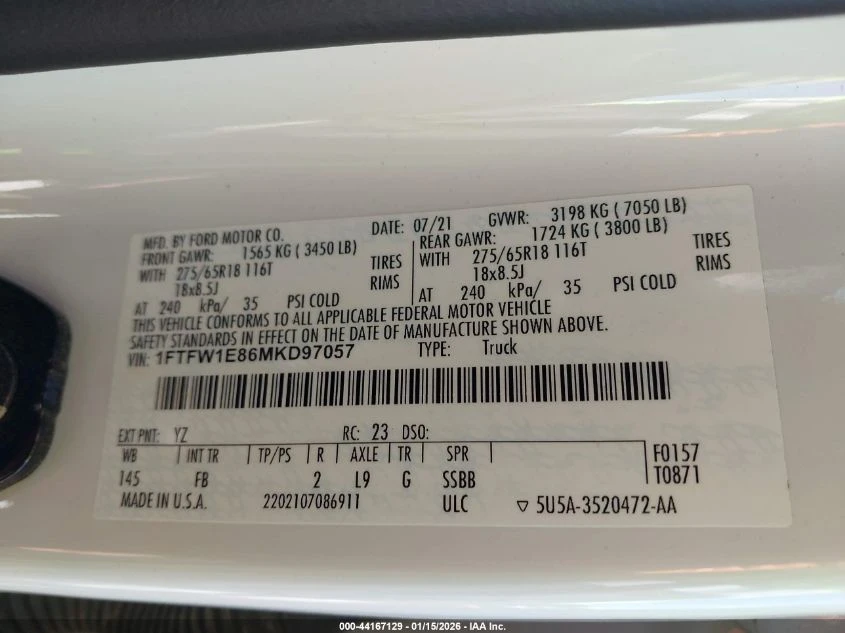 MFD. BY FORD MOTOR CO. DATE: 07/21 GVWR: 3198 KG ( 7050 LB)
FRONT GAWR: 1565 KG ( 3450 LB) REAR GAWR: 1724 KG ( 3800 LB)
WITH 275/65R18 116T TIRES WITH 275/65R18 116T TIRES
18x8.5J RIMS 18x8.5J RIMS
AT 240 kPa/ 35 PSI COLD AT 240 kPa/ 35 PSI COLD
THIS VEHICLE CONFORMS TO ALL APPLICABLE FEDERAL MOTOR VEHICLE
SAFETY STANDARDS IN EFFECT ON THE DATE OF MANUFACTURE SHOWN ABOVE.
VIN: 1FTFW1E86MKD97057 TYPE: Truck
EXT PNT: YZ RC: 23 DSO:
WB INT TR TP/PS R AXLE TR SPR F0157
145 FB 2 L9 G SSBB T0871
MADE IN U.S.A. 2202107086911 ULC ▽ 5U5A-3520472-AA
000-44167129 - 01/15/2026 - IAA Inc.